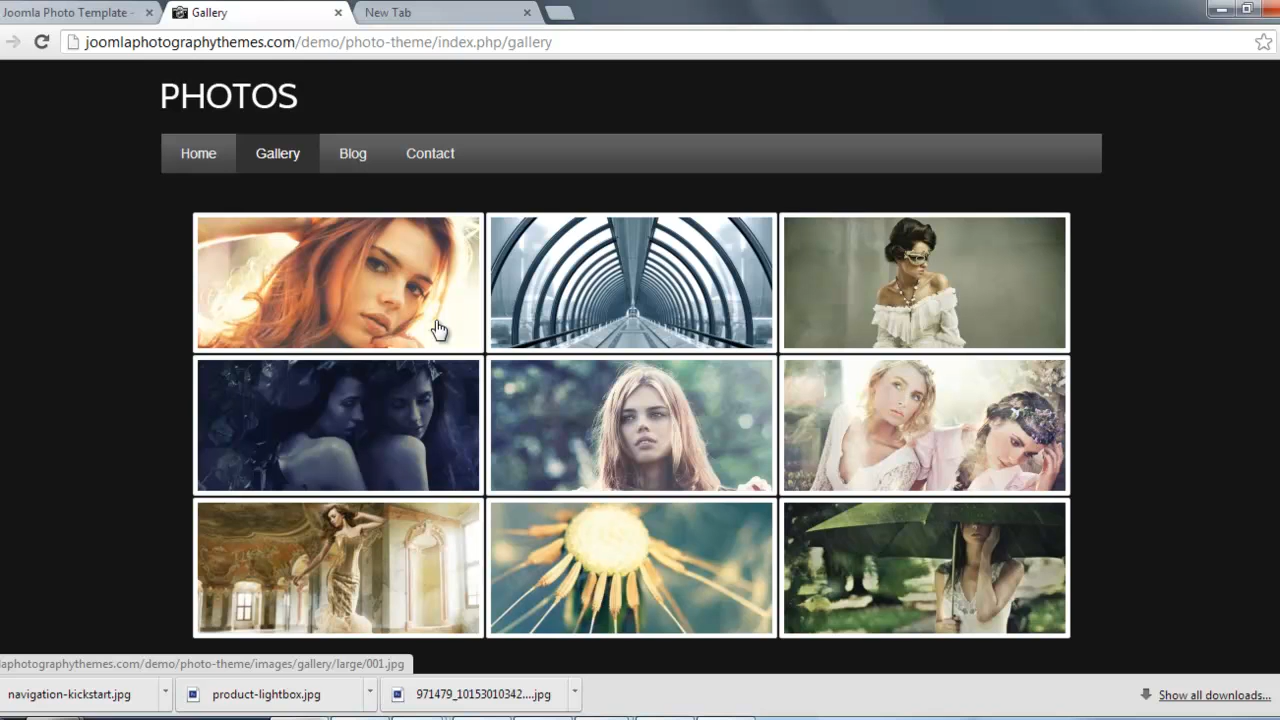 Joomla Photo Template -
Gallery
New Tab
joomlaphotographythemes.com/demo/photo-theme/index.php/gallery
PHOTOS
Home
Gallery
Blog
Contact
laphotographythemes.com/demo/photo-theme/images/gallery/large/001.jpg
navigation-kickstart.jpg
product-lightbox.jpg
971479_10153010342....jpg
Show all downloads...